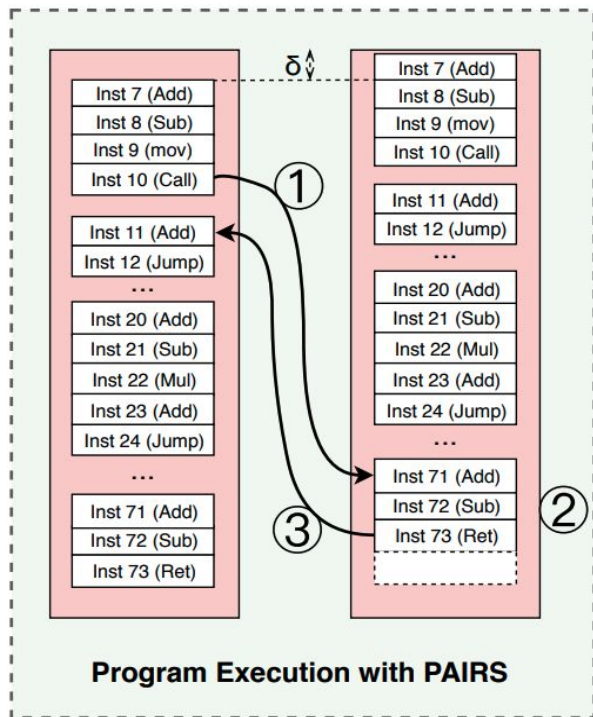 δ
Inst 7 (Add)
Inst 8 (Sub)
Inst 9 (mov)
Inst 10 (Call)
Inst 11 (Add)
Inst 12 (Jump)
...
Inst 20 (Add)
Inst 21 (Sub)
Inst 22 (Mul)
Inst 23 (Add)
Inst 24 (Jump)
...
Inst 71 (Add)
Inst 72 (Sub)
Inst 73 (Ret)
1
3
Inst 7 (Add)
Inst 8 (Sub)
Inst 9 (mov)
Inst 10 (Call)
Inst 11 (Add)
Inst 12 (Jump)
...
Inst 20 (Add)
Inst 21 (Sub)
Inst 22 (Mul)
Inst 23 (Add)
Inst 24 (Jump)
...
Inst 71 (Add)
Inst 72 (Sub)
Inst 73 (Ret)
2
Program Execution with PAIRS